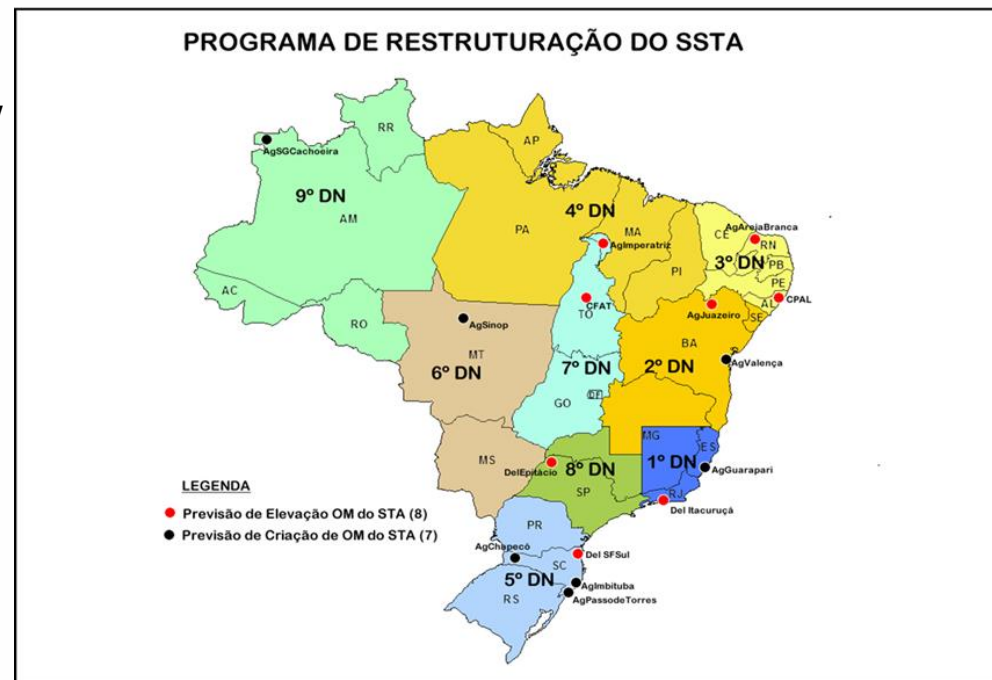 PROGRAMA DE RESTRUTURAÇÃO DO SSTA
RR
AP
AgSGCachoeira
9º DN
AM
4º DN
PA
MA
AgImperatriz
CE
AgArejaBranca
RN
3º DN
PB
PI
PE
AL
CPAL
SE
AC
RO
CFAT
TO
AgJuazeiro
BA
AgSinop
MT
6º DN
7º DN
2º DN
AgValença
GO
DF
MG
ES
1º DN
AgGuarapari
MS
DelEpitácio
8º DN
SP
RJ
Del Itacuruçá
LEGENDA
Previsão de Elevação OM do STA (8)
Previsão de Criação de OM do STA (7)
PR
AgChapecó
Del SFSul
SC
5º DN
AgImbituba
RS
AgPassodeTorres